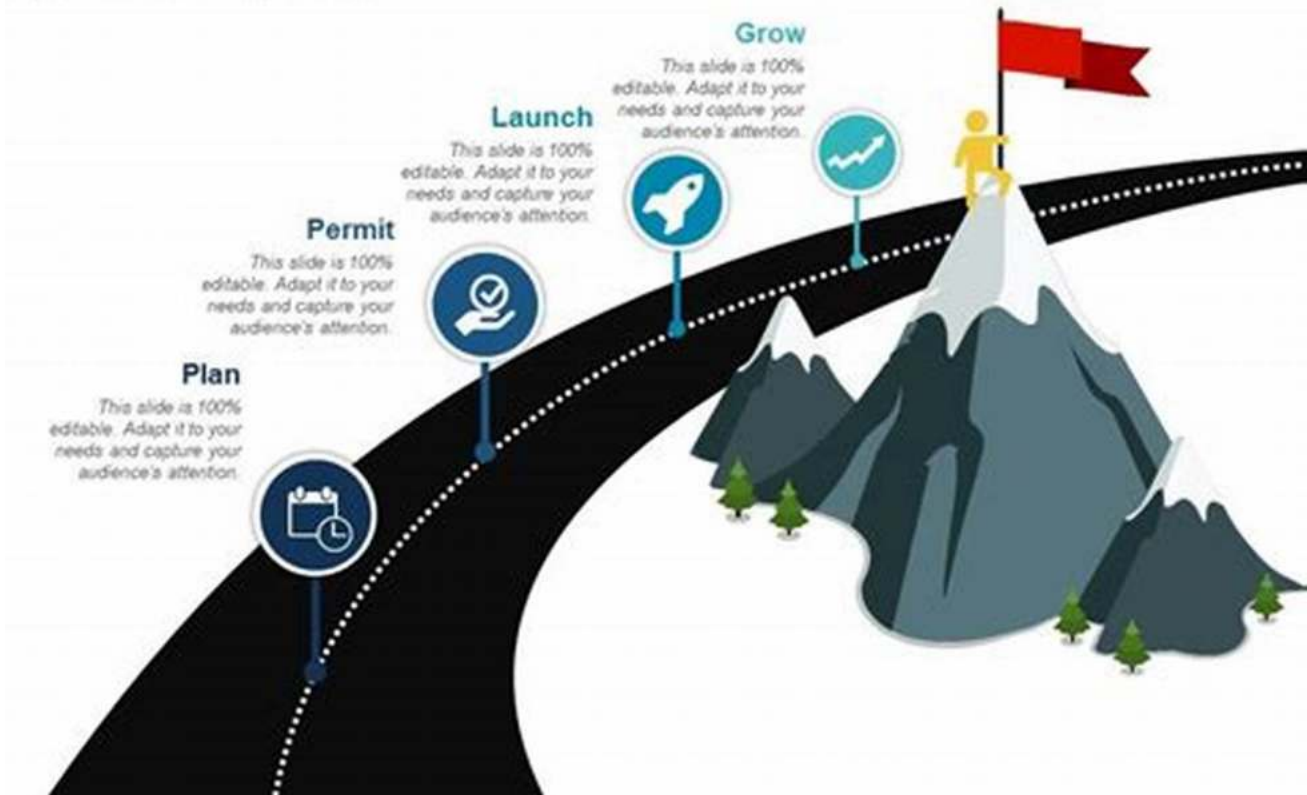 Grow
This slide is 100%
editable. Adapt it to your
needs and capture your
audience's attention.
Launch
This slide is 100%
editable. Adapt it to your
needs and capture your
audience's attention.
Permit
This slide is 100%
editable. Adapt it to your
needs and capture your
audience's attention.
Plan
This slide is 100%
editable. Adapt it to your
needs and capture your
audience's attention.